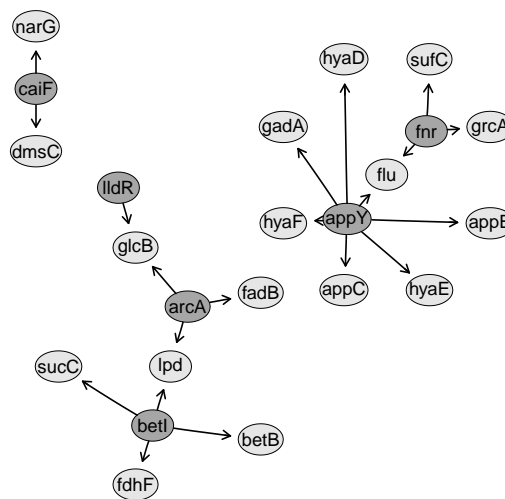 narG
hyaD
sufC
caiF
gadA
fnr
grcA
dmsC
flu
lldR
hyaF
appY
appB
glcB
appC
hyaE
arcA
fadB
sucC
lpd
betI
betB
fdhF